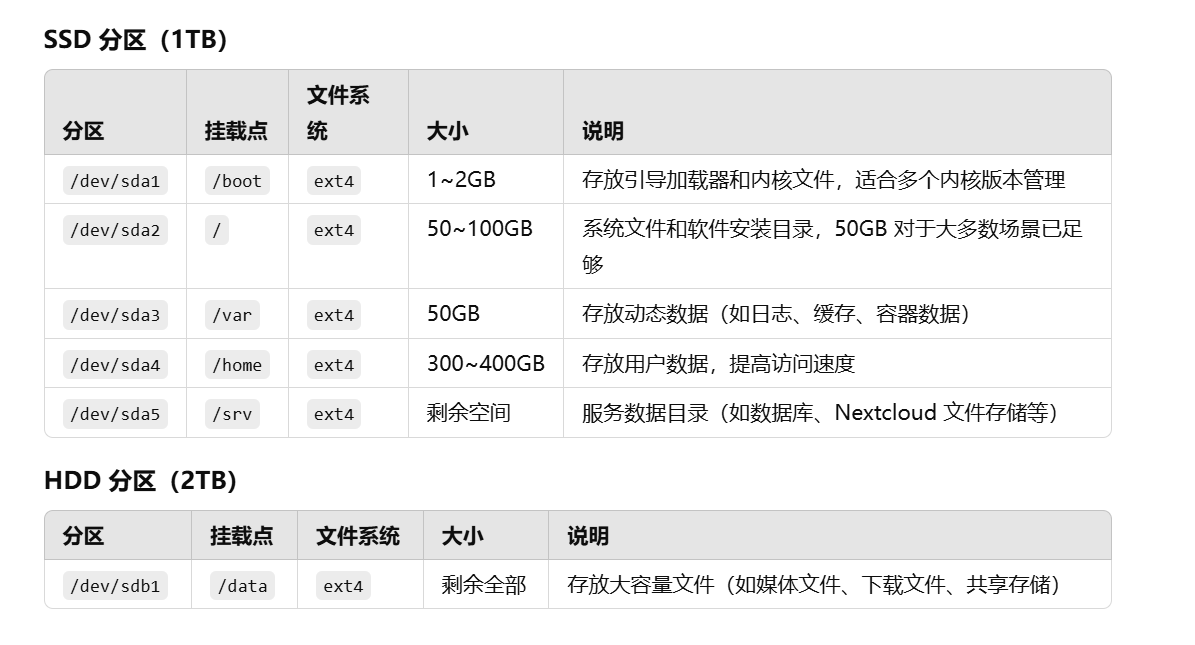 SSD 分区（1TB）
分区 挂载点 文件系统 大小 说明
/dev/sda1 /boot ext4 1~2GB 存放引导加载器和内核文件，适合多个内核版本管理
/dev/sda2 / ext4 50~100GB 系统文件和软件安装目录，50GB 对于大多数场景已足
够
/dev/sda3 /var ext4 50GB 存放动态数据（如日志、缓存、容器数据）
/dev/sda4 /home ext4 300~400GB 存放用户数据，提高访问速度
/dev/sda5 /srv ext4 剩余空间 服务数据目录（如数据库、Nextcloud 文件存储等）
HDD 分区（2TB）
分区 挂载点 文件系统 大小 说明
/dev/sdb1 /data ext4 剩余全部 存放大容量文件（如媒体文件、下载文件、共享存储）